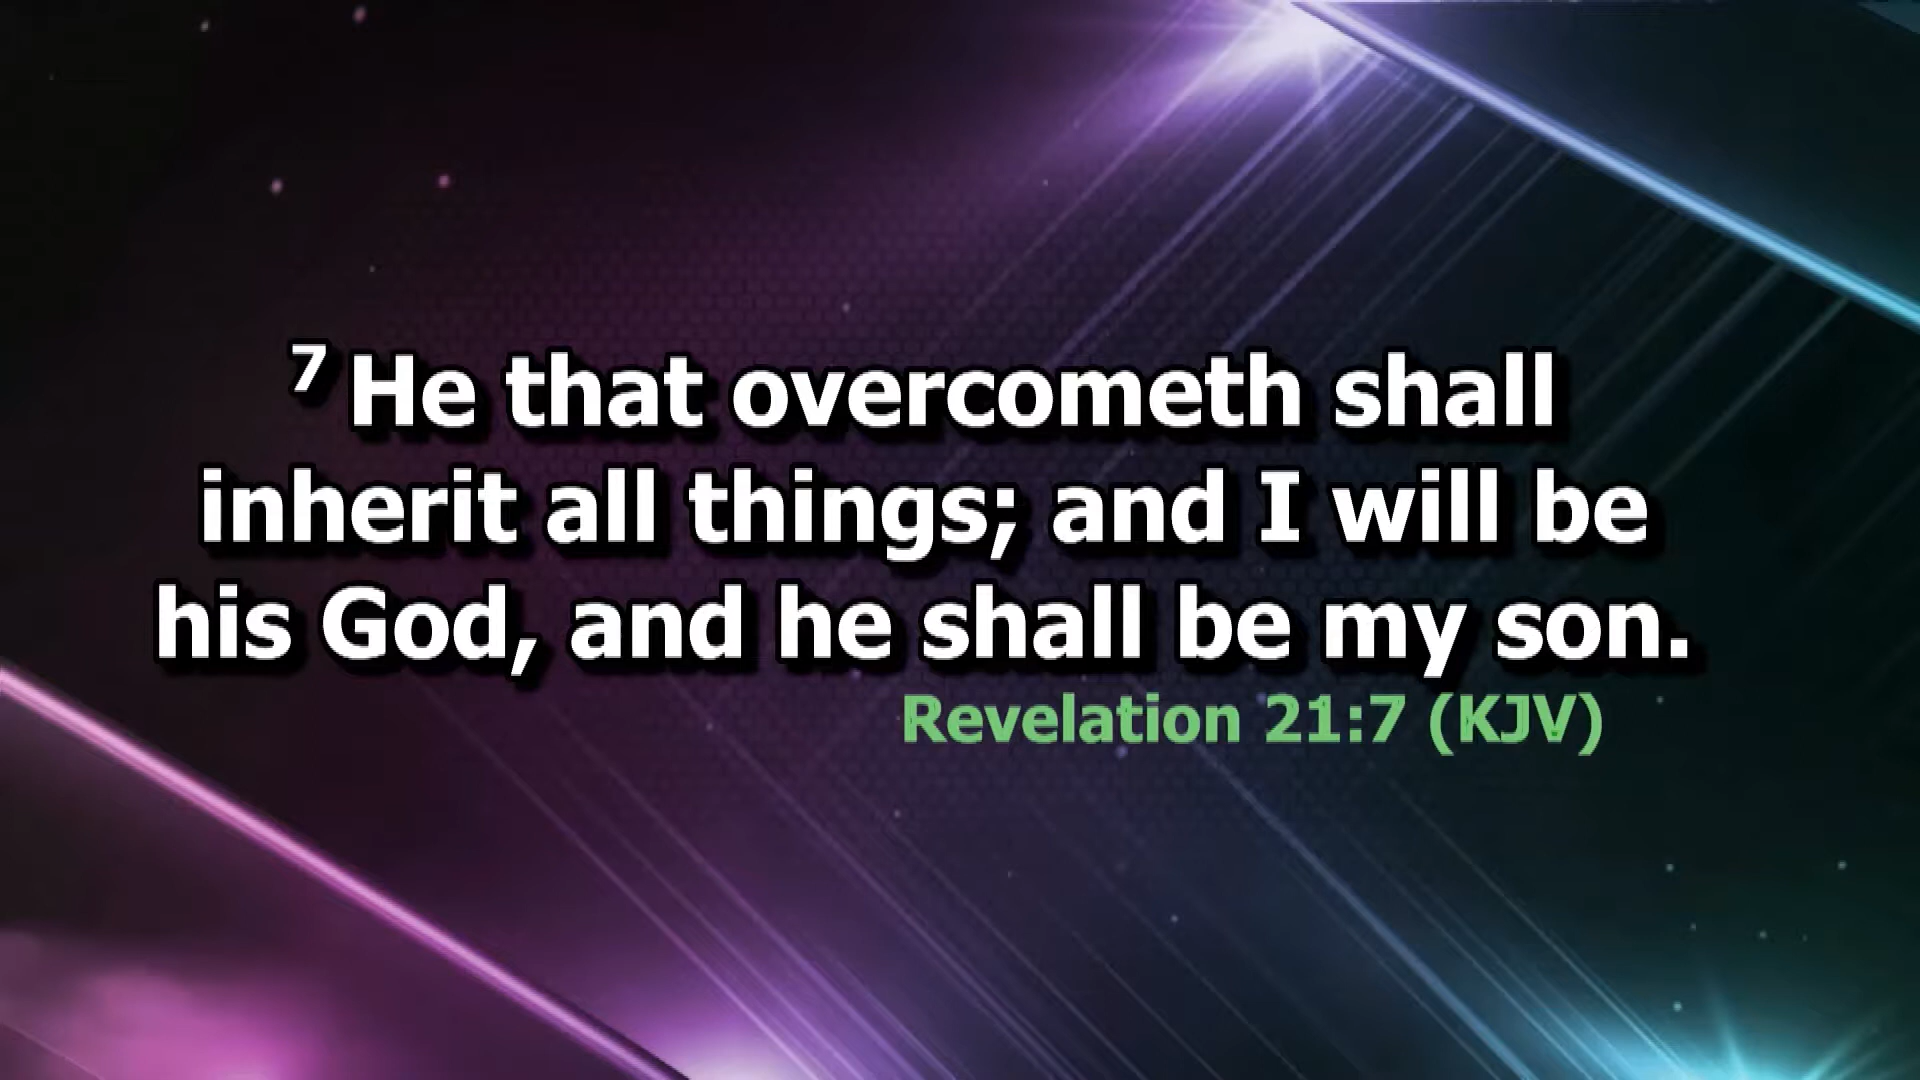 7 He that overcometh shall
inherit all things; and I will be
his God, and he shall be my son.
Revelation 21:7 (KJV)